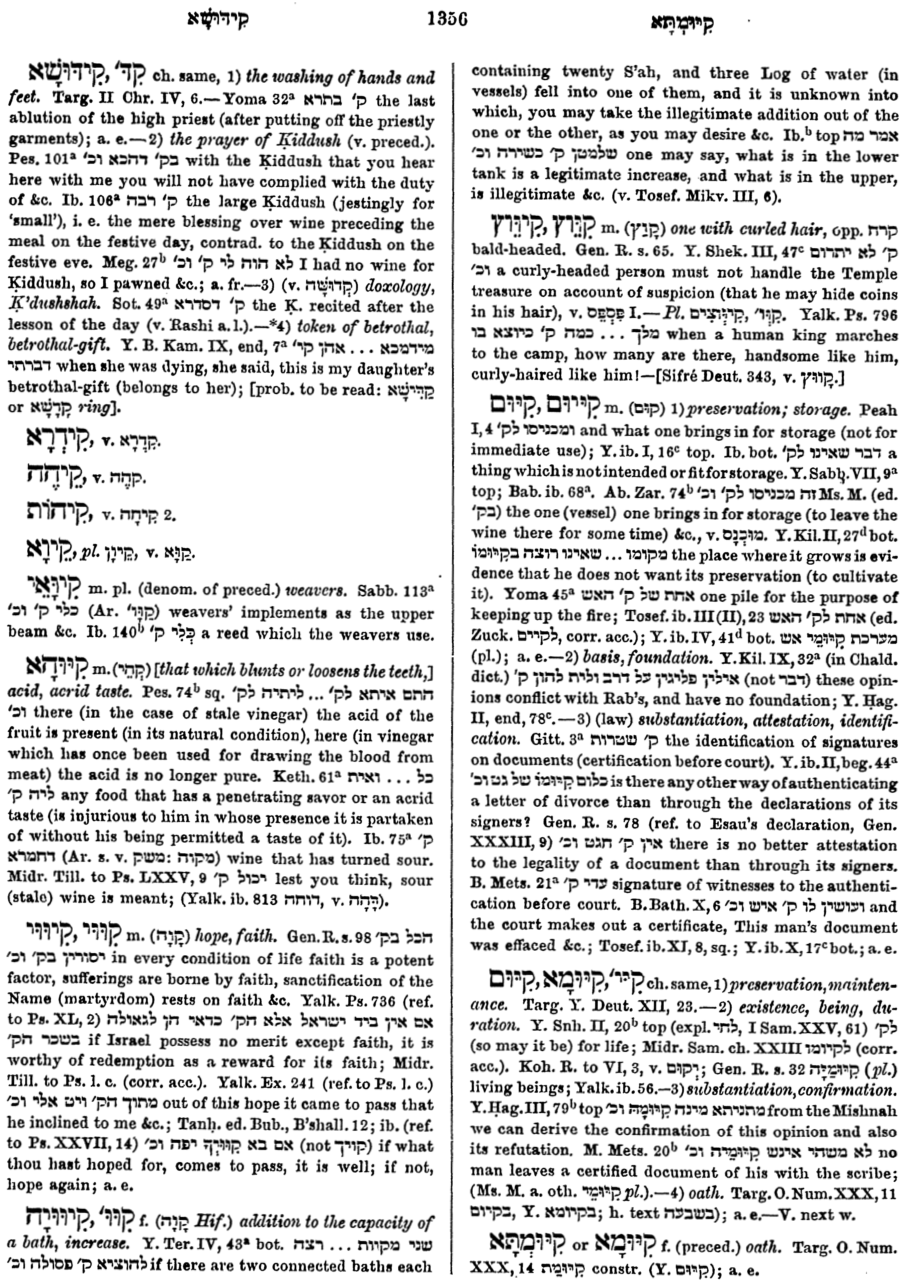 קִידּוּשָׁא 1356 קִיּוּמְתָּא
קִידּוּשָׁא, קִדּ׳ ch. same, 1) the washing of hands and
feet. Targ. II Chr. IV, 6.—Yoma 32ᵃ ק׳ בתרא the last
ablution of the high priest (after putting off the priestly
garments); a. e.—2) the prayer of Ḳiddush (v. preced.).
Pes. 101ᵃ בק׳ דהכא וכ׳ with the Ḳiddush that you hear
here with me you will not have complied with the duty
of &c. Ib. 106ᵃ ק׳ רבה the large Ḳiddush (jestingly for
‘small’), i. e. the mere blessing over wine preceding the
meal on the festive day, contrad. to the Ḳiddush on the
festive eve. Meg. 27ᵇ לא הוה לי ק׳ וכ׳ I had no wine for
Ḳiddush, so I pawned &c.; a. fr.—3) (v. קְדוּשָּׁה) doxology,
Ḳ’dushshah. Sot. 49ᵃ ק׳ דסדרא the Ḳ. recited after the
lesson of the day (v. Rashi a. l.).—*4) token of betrothal,
betrothal-gift. Y. B. Kam. IX, end, 7ᵃ מידמכא ... אהן קי׳
דברתי when she was dying, she said, this is my daughter’s
betrothal-gift (belongs to her); [prob. to be read: קַדִּישָׁא
or קְדָשָׁא ring].
קִידְרָא, v. קִדְרָא.
קֵיהֶה, v. קֵהֶה.
קִיהוֹת, v. קִיחָה 2.
קֵיוָא, pl. קֵיוָן, v. קַוָּא.
קִיוָּאֵי m. pl. (denom. of preced.) weavers. Sabb. 113ᵃ
כלי ק׳ וכ׳ (Ar. קַוָּי׳) weavers’ implements as the upper
beam &c. Ib. 140ᵇ כְּלֵי ק׳ a reed which the weavers use.
קִיּוּהָא m. (קְהֵי) [that which blunts or loosens the teeth,]
acid, acrid taste. Pes. 74ᵇ sq. התם איתא לק׳ ... ליתיה לק׳
וכ׳ there (in the case of stale vinegar) the acid of the
fruit is present (in its natural condition), here (in vinegar
which has once been used for drawing the blood from
meat) the acid is no longer pure. Keth. 61ᵃ כל ... ואית
ליה ק׳ any food that has a penetrating savor or an acrid
taste (is injurious to him in whose presence it is partaken
of without his being permitted a taste of it). Ib. 75ᵃ ק׳
דחמרא (Ar. s. v. מקוה: משק) wine that has turned sour.
Midr. Till. to Ps. LXXV, 9 יכול ק׳ lest you think, sour
(stale) wine is meant; (Yalk. ib. 813 דוחה, v. דָּהָה).
קִוּוּי, קִיוּוּי m. (קָוָה) hope, faith. Gen. R. s. 98 הכל בק׳
יסורין בק׳ וכ׳ in every condition of life faith is a potent
factor, sufferings are borne by faith, sanctification of the
Name (martyrdom) rests on faith &c. Yalk. Ps. 736 (ref.
to Ps. XL, 2) אם אין ביד ישראל אלא הק׳ כדאי הן לגאולה
בשכר הק׳ if Israel possess no merit except faith, it is
worthy of redemption as a reward for its faith; Midr.
Till. to Ps. l. c. (corr. acc.). Yalk. Ex. 241 (ref. to Ps. l. c.)
מתוך הק׳ ויט אלי וכ׳ out of this hope it came to pass that
he inclined to me &c.; Tanḥ. ed. Bub., B’shall. 12; ib. (ref.
to Ps. XXVII, 14) אם בא קִוּוּיְךָ יפה וכ׳ (not קויך) if what
thou hast hoped for, comes to pass, it is well; if not,
hope again; a. e.
קִיוּוּיָה, קִוּוּ׳ f. (קָוָה Hif.) addition to the capacity of
a bath, increase. Y. Ter. IV, 43ᵃ bot. שני מקוות ... רצה
להוציא ק׳ פסולה וכ׳ if there are two connected baths each
containing twenty S’ah, and three Log of water (in
vessels) fell into one of them, and it is unknown into
which, you may take the illegitimate addition out of the
one or the other, as you may desire &c. Ib.ᵇ top אמר מה
שלמטן ק׳ כשירה וכ׳ one may say, what is in the lower
tank is a legitimate increase, and what is in the upper,
is illegitimate &c. (v. Tosef. Mikv. III, 6).
קַוֵּוץ, קִיוֵּוץ m. (קָוַץ) one with curled hair, opp. קרח
bald-headed. Gen. R. s. 65. Y. Shek. III, 47ᶜ ק׳ לא יתרום
וכ׳ a curly-headed person must not handle the Temple
treasure on account of suspicion (that he may hide coins
in his hair), v. פִּסְפֵּס I.—Pl. קִיוְּוצִים, קְוִּו׳. Yalk. Ps. 796
מלך ... כמה ק׳ כיוצא בו when a human king marches
to the camp, how many are there, handsome like him,
curly-haired like him!—[Sifré Deut. 343, v. קָווּץ.]
קִיּוּם, קִיוּם m. (קוּם) 1) preservation; storage. Peah
I, 4 ומכניסו לק׳ and what one brings in for storage (not for
immediate use); Y. ib. I, 16ᶜ top. Ib. bot. דבר שאינו לק׳ a
thing which is not intended or fit for storage. Y. Sabb. VII, 9ᵃ
top; Bab. ib. 68ᵃ. Ab. Zar. 74ᵇ זה מכניסו לק׳ וכ׳ Ms. M. (ed.
בק׳) the one (vessel) one brings in for storage (to leave the
wine there for some time) &c., v. מוּכְנָס. Y. Kil. II, 27ᵈ bot.
מקומו ... שאינו רוצה בקִיּוּמוֹ the place where it grows is evi-
dence that he does not want its preservation (to cultivate
it). Yoma 45ᵃ אחת של ק׳ האש one pile for the purpose of
keeping up the fire; Tosef. ib. III (II), 23 אחת לק׳ האש (ed.
Zuck. לקיים, corr. acc.); Y. ib. IV, 41ᵈ bot. מערכת קִיּוּמֵי אש
(pl.); a. e.—2) basis, foundation. Y. Kil. IX, 32ᵃ (in Chald.
dict.) אילין פליגין על דרב ולית להון ק׳ (not דבר) these opin-
ions conflict with Rab’s, and have no foundation; Y. Ḥag.
II, end, 78ᶜ.—3) (law) substantiation, attestation, identifi-
cation. Gitt. 3ᵃ ק׳ שטרות the identification of signatures
on documents (certification before court). Y. ib. II, beg. 44ᵃ
כלום קִיּוּמוֹ של גט וכ׳ is there any other way of authenticating
a letter of divorce than through the declarations of its
signers? Gen. R. s. 78 (ref. to Esau’s declaration, Gen.
XXXIII, 9) אין ק׳ הגט וכ׳ there is no better attestation
to the legality of a document than through its signers.
B. Mets. 21ᵃ עדי ק׳ signature of witnesses to the authenti-
cation before court. B. Bath. X, 6 ועושין לו ק׳ איש וכ׳ and
the court makes out a certificate, This man’s document
was effaced &c.; Tosef. ib. XI, 8, sq.; Y. ib. X, 17ᶜ bot.; a. e.
קִיּוּמָא, קִיּ׳, קִיּוּם ch. same, 1) preservation, mainten-
ance. Targ. Y. Deut. XII, 23.—2) existence, being, du-
ration. Y. Snh. II, 20ᵇ top (expl. לחי, I Sam. XXV, 61) לק׳
(so may it be) for life; Midr. Sam. ch. XXIII לקיומו (corr.
acc.). Koh. R. to VI, 3, v. יְקוּם; Gen. R. s. 32 קִיּוּמַיָּה (pl.)
living beings; Yalk. ib. 56.—3) substantiation, confirmation.
Y. Ḥag. III, 79ᵇ top מתניתא מינה קִיּוּמָהּ וכ׳ from the Mishnah
we can derive the confirmation of this opinion and also
its refutation. M. Mets. 20ᵇ לא משהי אינש קִיּוּמֵיהּ וכ׳ no
man leaves a certified document of his with the scribe;
(Ms. M. a. oth. קִיּוּמֵי׳ pl.).—4) oath. Targ. O. Num. XXX, 11
בקיום, Y. בקיומא; h. text בשבעה); a. e.—V. next w.
קִיּוּמָא or קִיּוּמְתָּא f. (preced.) oath. Targ. O. Num.
XXX, 14 קִיּוּמַת constr. (Y. קִיּוּם); a. e.